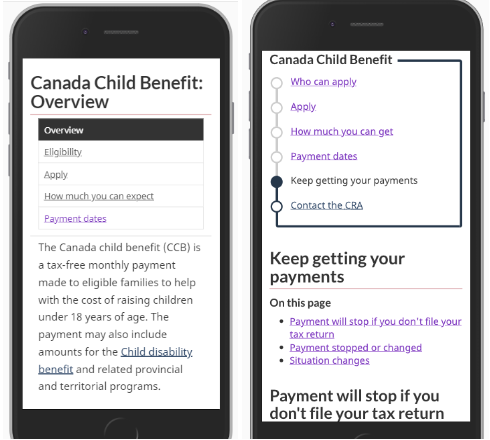 Canada Child Benefit:
Overview
Overview
Eligibility
Apply
How much you can expect
Payment dates
The Canada child benefit (CCB) is
a tax-free monthly payment
made to eligible families to help
with the cost of raising children
under 18 years of age. The
payment may also include
amounts for the Child disability
benefit and related provincial
and territorial programs.
Canada Child Benefit
Who can apply
Apply
How much you can get
Payment dates
Keep getting your payments
Contact the CRA
Keep getting your
payments
On this page
Payment will stop if you don't file your
tax return
Payment stopped or changed
Situation changes
Payment will stop if you
don't file your tax return